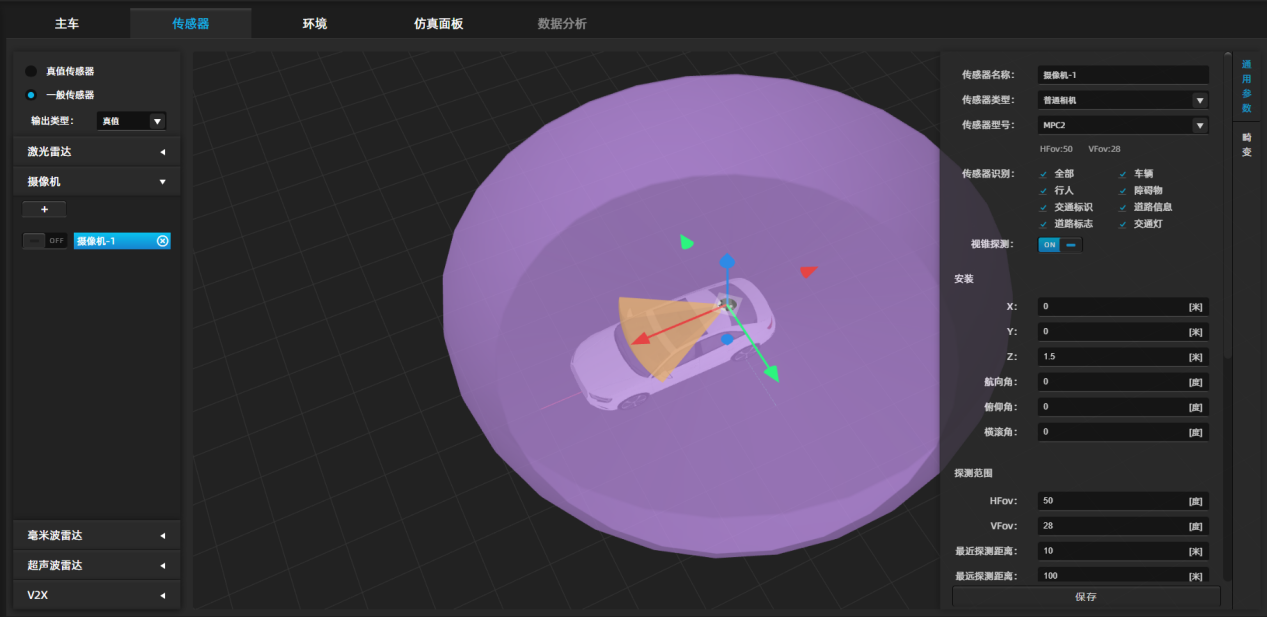 主车 传感器 环境 仿真面板 数据分析
真值传感器
一般传感器
输出类型: 真值
激光雷达
摄像机
+
OFF 摄像机-1
毫米波雷达
超声波雷达
V2X
传感器名称: 摄像机-1
传感器类型: 普通相机
传感器型号: MPC2
HFov:50 VFov:28
传感器识别: 全部 车辆
行人 障碍物
交通标识 道路信息
道路标志 交通灯
视锥探测: ON
安装
X: 0 [米]
Y: 0 [米]
Z: 1.5 [米]
航向角: 0 [度]
俯仰角: 0 [度]
横滚角: 0 [度]
探测范围
HFov: 50 [度]
VFov: 28 [度]
最近探测距离: 10 [米]
最远探测距离: 100 [米]
保存
通用参数
畸变